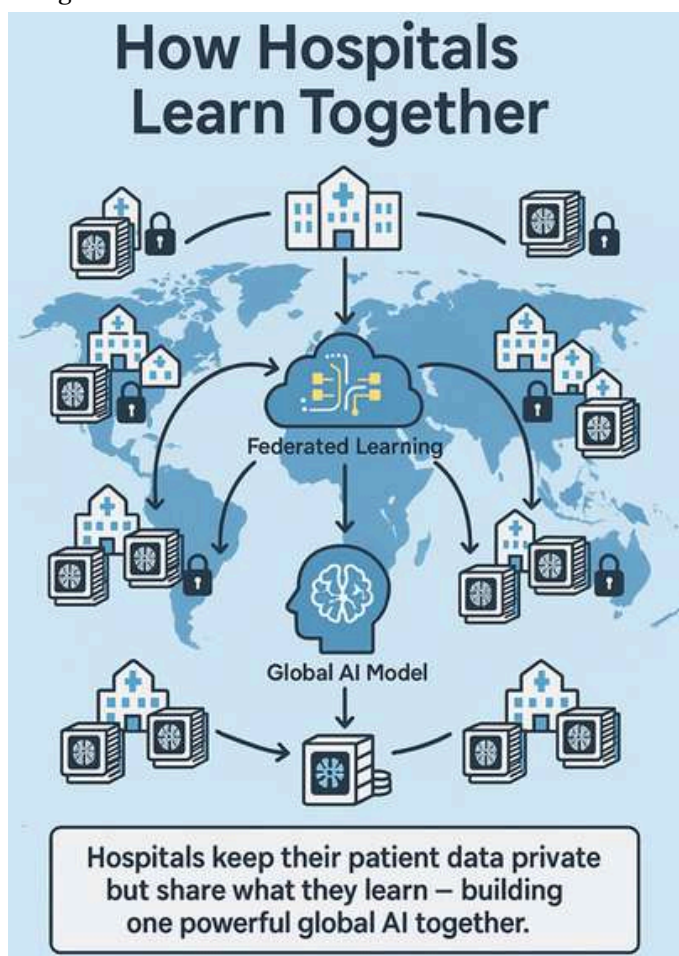 How Hospitals
Learn Together
Federated Learning
Global AI Model
Hospitals keep their patient data private
but share what they learn – building
one powerful global AI together.